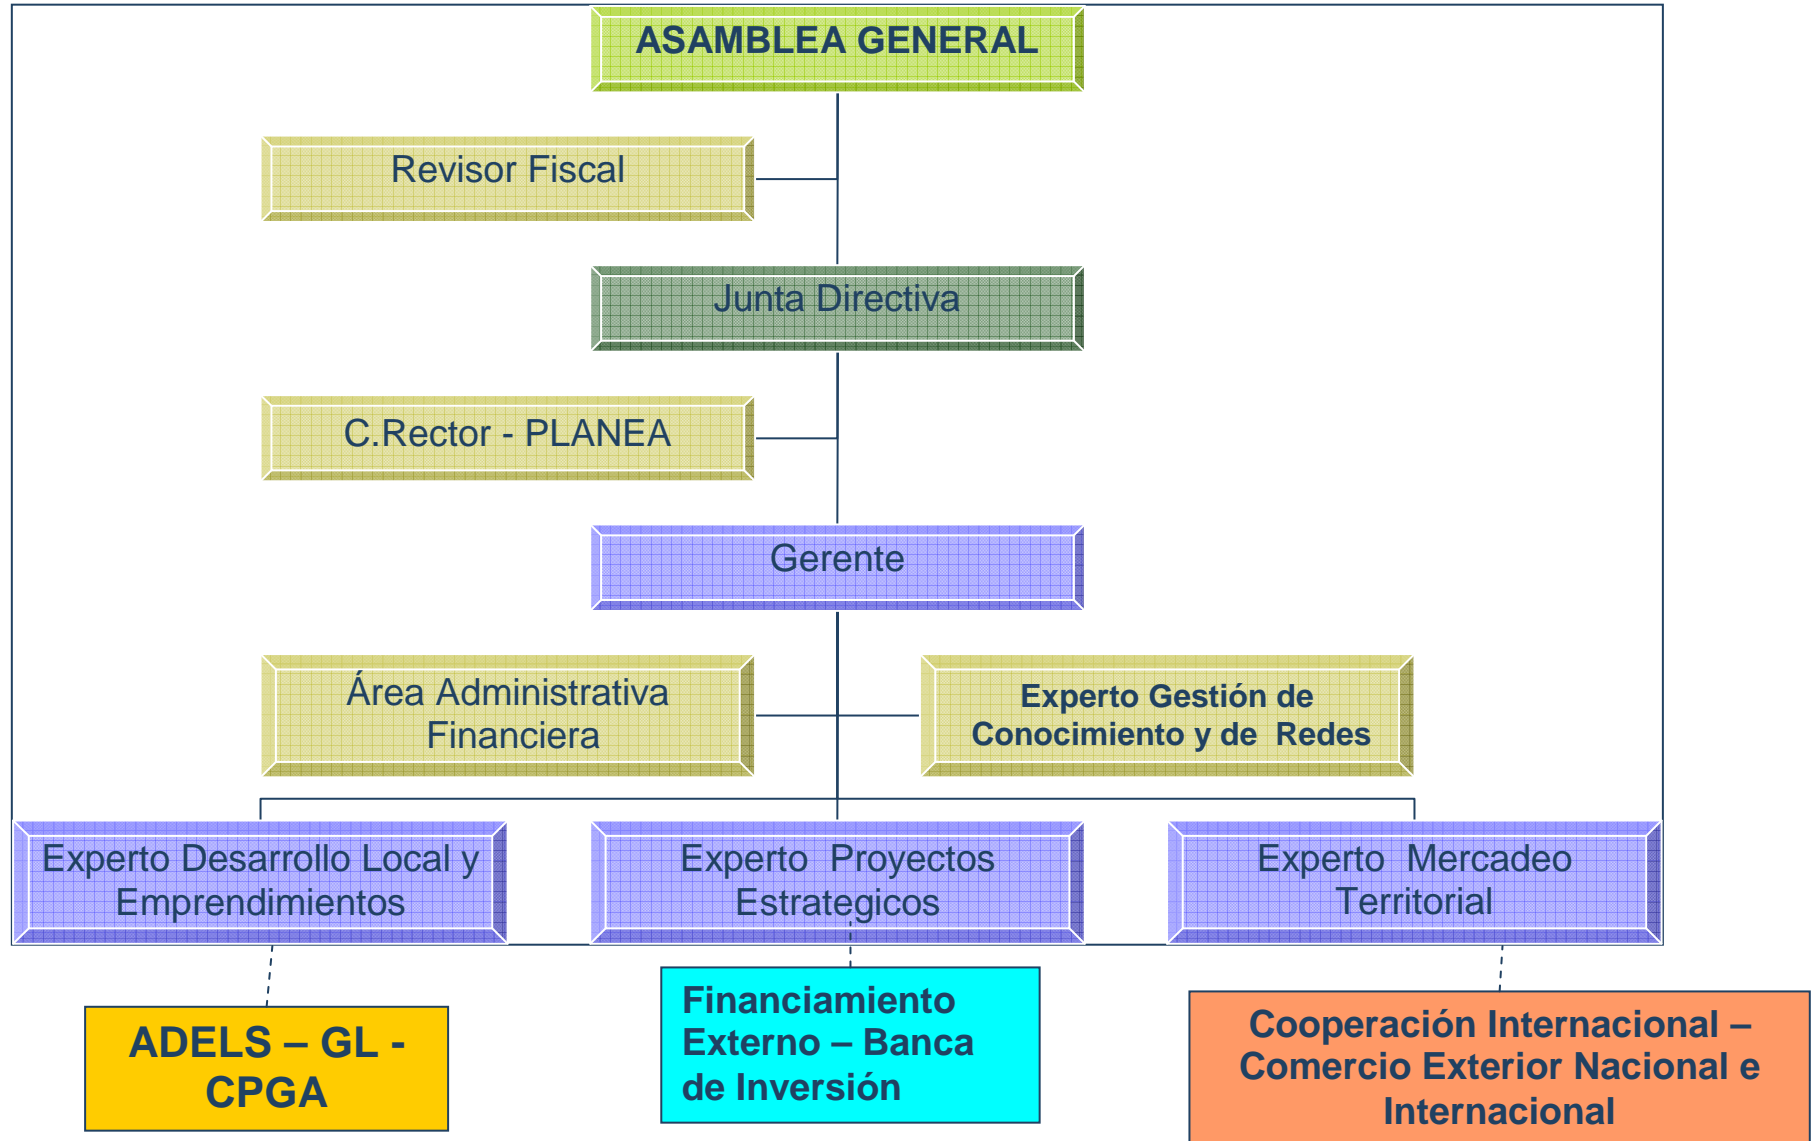 ASAMBLEA GENERAL
Revisor Fiscal
Junta Directiva
C.Rector - PLANEA
Gerente
Área Administrativa
Financiera
Experto Gestión de
Conocimiento y de Redes
Experto Desarrollo Local y
Emprendimientos
Experto Proyectos
Estrategicos
Experto Mercadeo
Territorial
ADELS – GL -
CPGA
Financiamiento
Externo – Banca
de Inversión
Cooperación Internacional –
Comercio Exterior Nacional e
Internacional